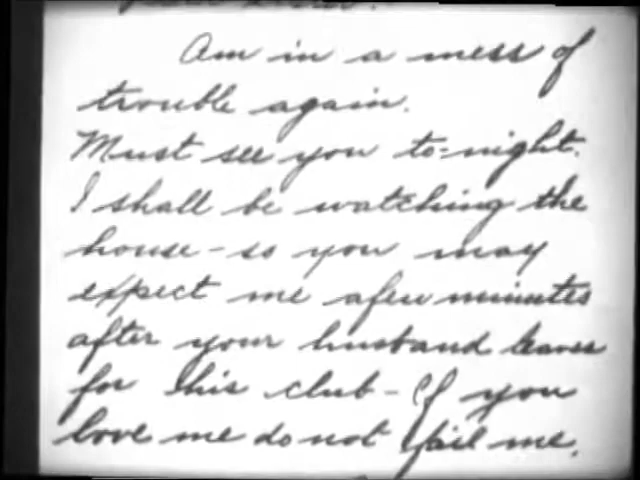 Am in a mess of
trouble again.
Must see you to-night.
I shall be watching the
house - so you may
expect me a few minutes
after your husband leaves
for his club - If you
love me do not fail me.